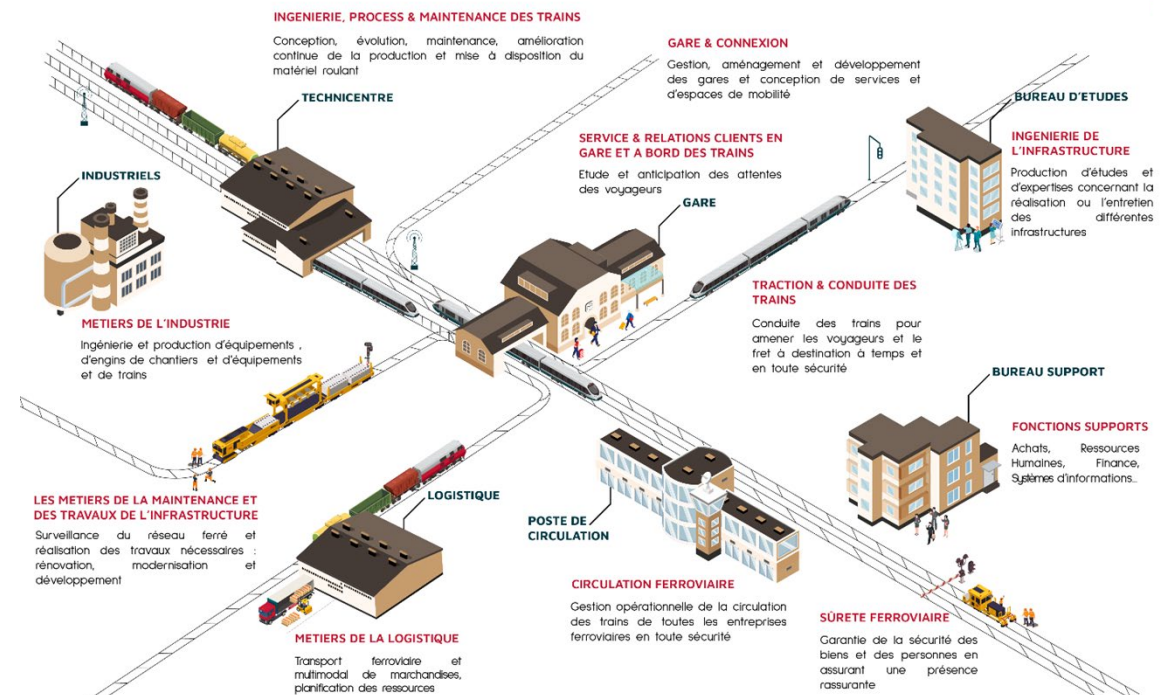 INGENIERIE, PROCESS & MAINTENANCE DES TRAINS
Conception, évolution, maintenance, amélioration
continue de la production et mise à disposition du
matériel roulant
TECHNICENTRE
GARE & CONNEXION
Gestion, aménagement et développement
des gares et conception de services et
d'espaces de mobilité
BUREAU D'ETUDES
INGENIERIE DE
L'INFRASTRUCTURE
Production d'études et
d'expertises concernant la
réalisation ou l'entretien
des différentes
infrastructures
SERVICE & RELATIONS CLIENTS EN
GARE ET A BORD DES TRAINS
Etude et anticipation des attentes
des voyageurs
GARE
INDUSTRIELS
METIERS DE L'INDUSTRIE
Ingénierie et production d'équipements ,
d'engins de chantiers et d'équipements
et de trains
TRACTION & CONDUITE DES
TRAINS
Conduite des trains pour
amener les voyageurs et le
fret à destination à temps et
en toute sécurité
BUREAU SUPPORT
FONCTIONS SUPPORTS
Achats, Ressources
Humaines, Finance,
Systèmes d'informations...
LES METIERS DE LA MAINTENANCE ET
DES TRAVAUX DE L'INFRASTRUCTURE
Surveillance du réseau ferré et
réalisation des travaux nécessaires :
rénovation, modernisation et
développement
LOGISTIQUE
METIERS DE LA LOGISTIQUE
Transport ferroviaire et
multimodal de marchandises,
planification des ressources
POSTE DE
CIRCULATION
CIRCULATION FERROVIAIRE
Gestion opérationnelle de la circulation
des trains de toutes les entreprises
ferroviaires en toute sécurité
SÛRETE FERROVIAIRE
Garantie de la sécurité des
biens et des personnes en
assurant une présence
rassurante